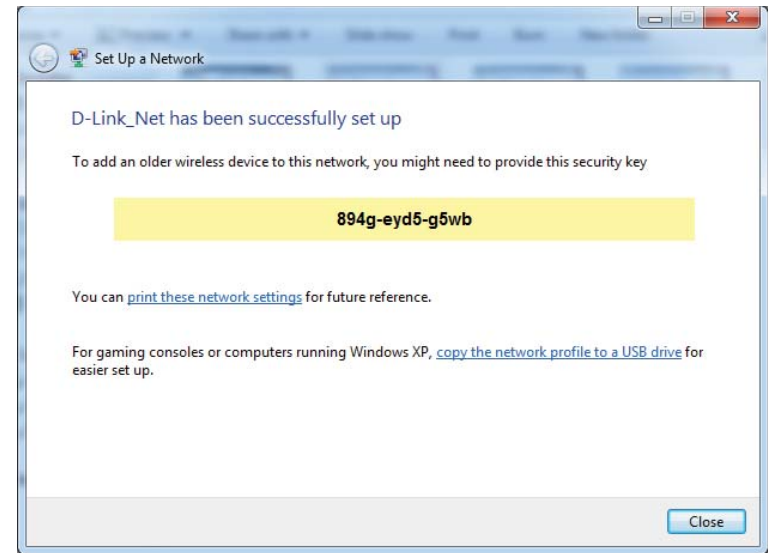 Set Up a Network
D-Link_Net has been successfully set up
To add an older wireless device to this network, you might need to provide this security key
894g-eyd5-g5wb
You can print these network settings for future reference.
For gaming consoles or computers running Windows XP, copy the network profile to a USB drive for
easier set up.
Close